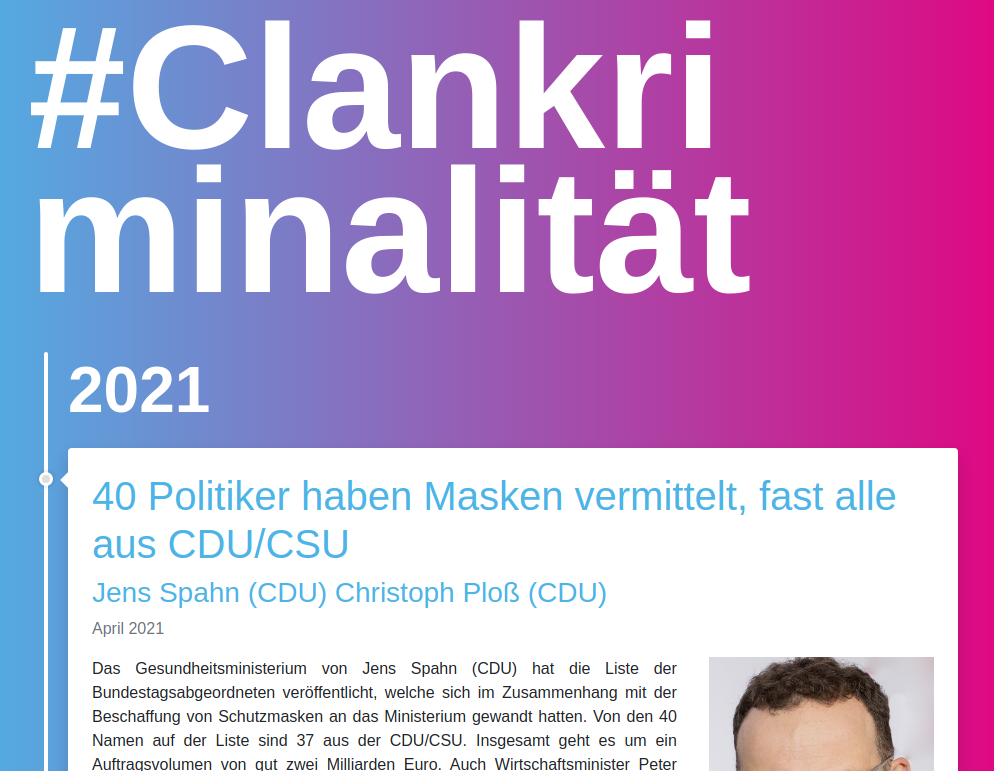 #Clankri
minalität
2021
40 Politiker haben Masken vermittelt, fast alle
aus CDU/CSU
Jens Spahn (CDU) Christoph Ploß (CDU)
April 2021
Das Gesundheitsministerium von Jens Spahn (CDU) hat die Liste der
Bundestagsabgeordneten veröffentlicht, welche sich im Zusammenhang mit der
Beschaffung von Schutzmasken an das Ministerium gewandt hatten. Von den 40
Namen auf der Liste sind 37 aus der CDU/CSU. Insgesamt geht es um ein
Auftragsvolumen von gut zwei Milliarden Euro. Auch Wirtschaftsminister Peter